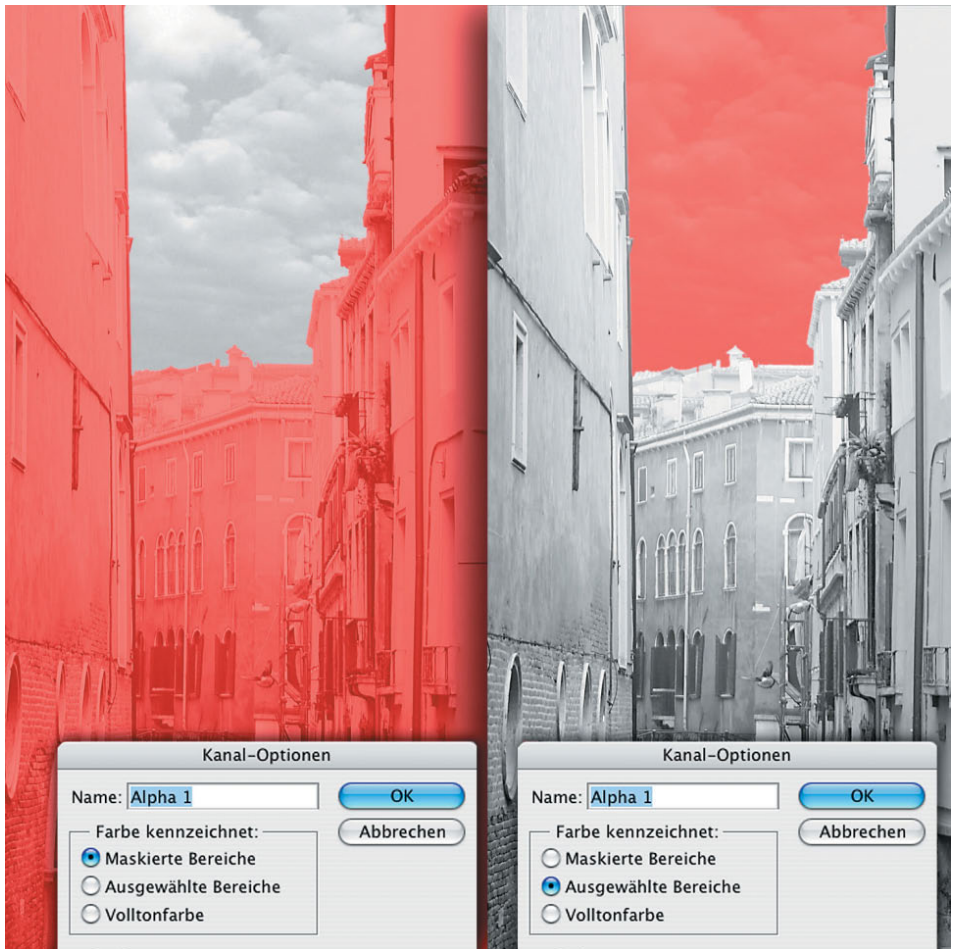 Kanal-Optionen
Name: Alpha 1
OK
Farbe kennzeichnet:
Abbrechen
Maskierte Bereiche
Ausgewählte Bereiche
Volltonfarbe
Kanal-Optionen
Name: Alpha 1
OK
Farbe kennzeichnet:
Abbrechen
Maskierte Bereiche
Ausgewählte Bereiche
Volltonfarbe